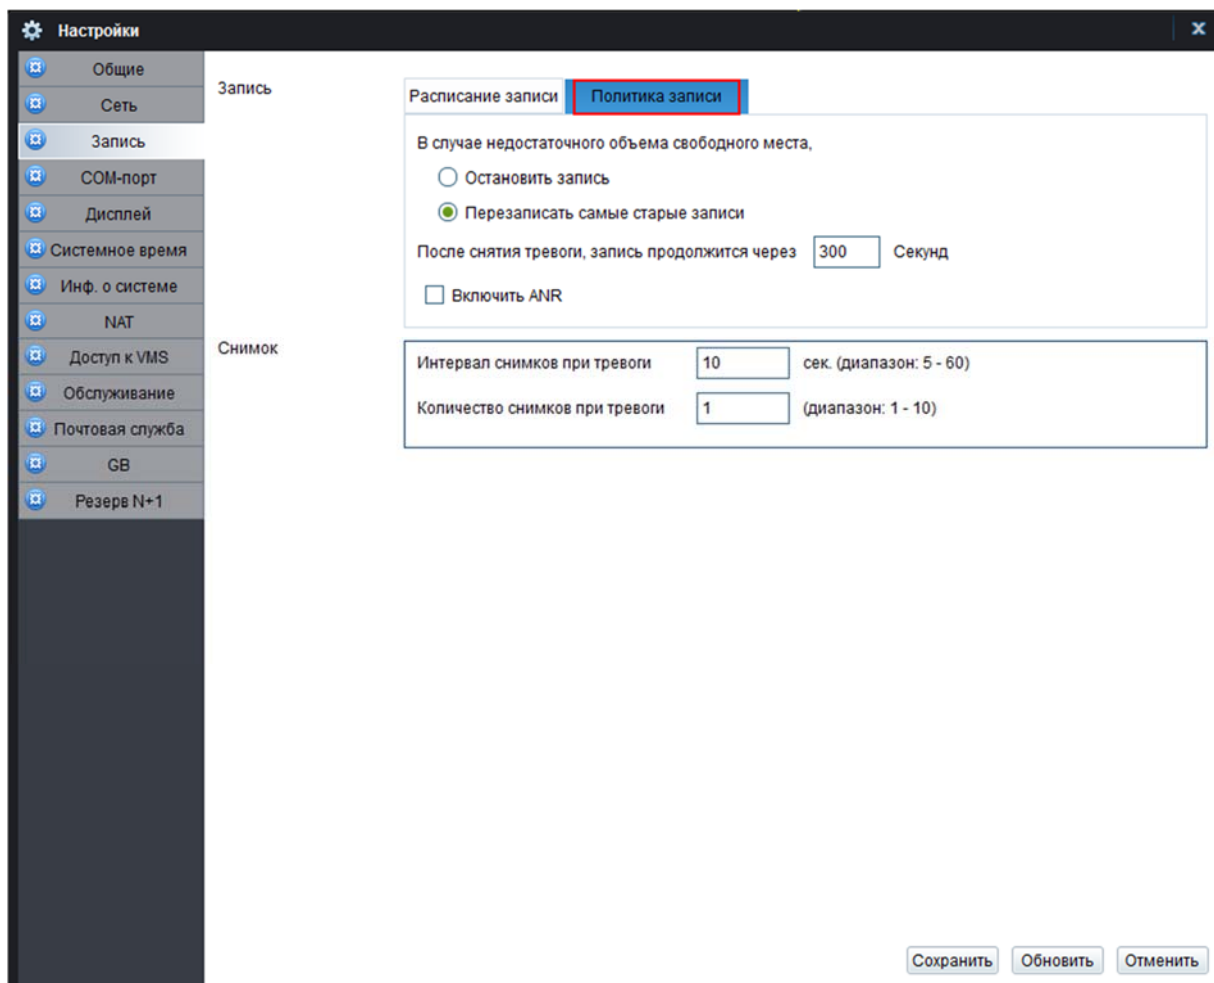 Настройки
x
Общие
Сеть
Запись
COM-порт
Дисплей
Системное время
Инф. о системе
NAT
Доступ к VMS
Обслуживание
Почтовая служба
GB
Резерв N+1
Запись
Расписание записи Политика записи
В случае недостаточного объема свободного места,
Остановить запись
Перезаписать самые старые записи
После снятия тревоги, запись продолжится через 300 Секунд
Включить ANR
Снимок
Интервал снимков при тревоги 10 сек. (диапазон: 5 - 60)
Количество снимков при тревоги 1 (диапазон: 1 - 10)
Сохранить Обновить Отменить